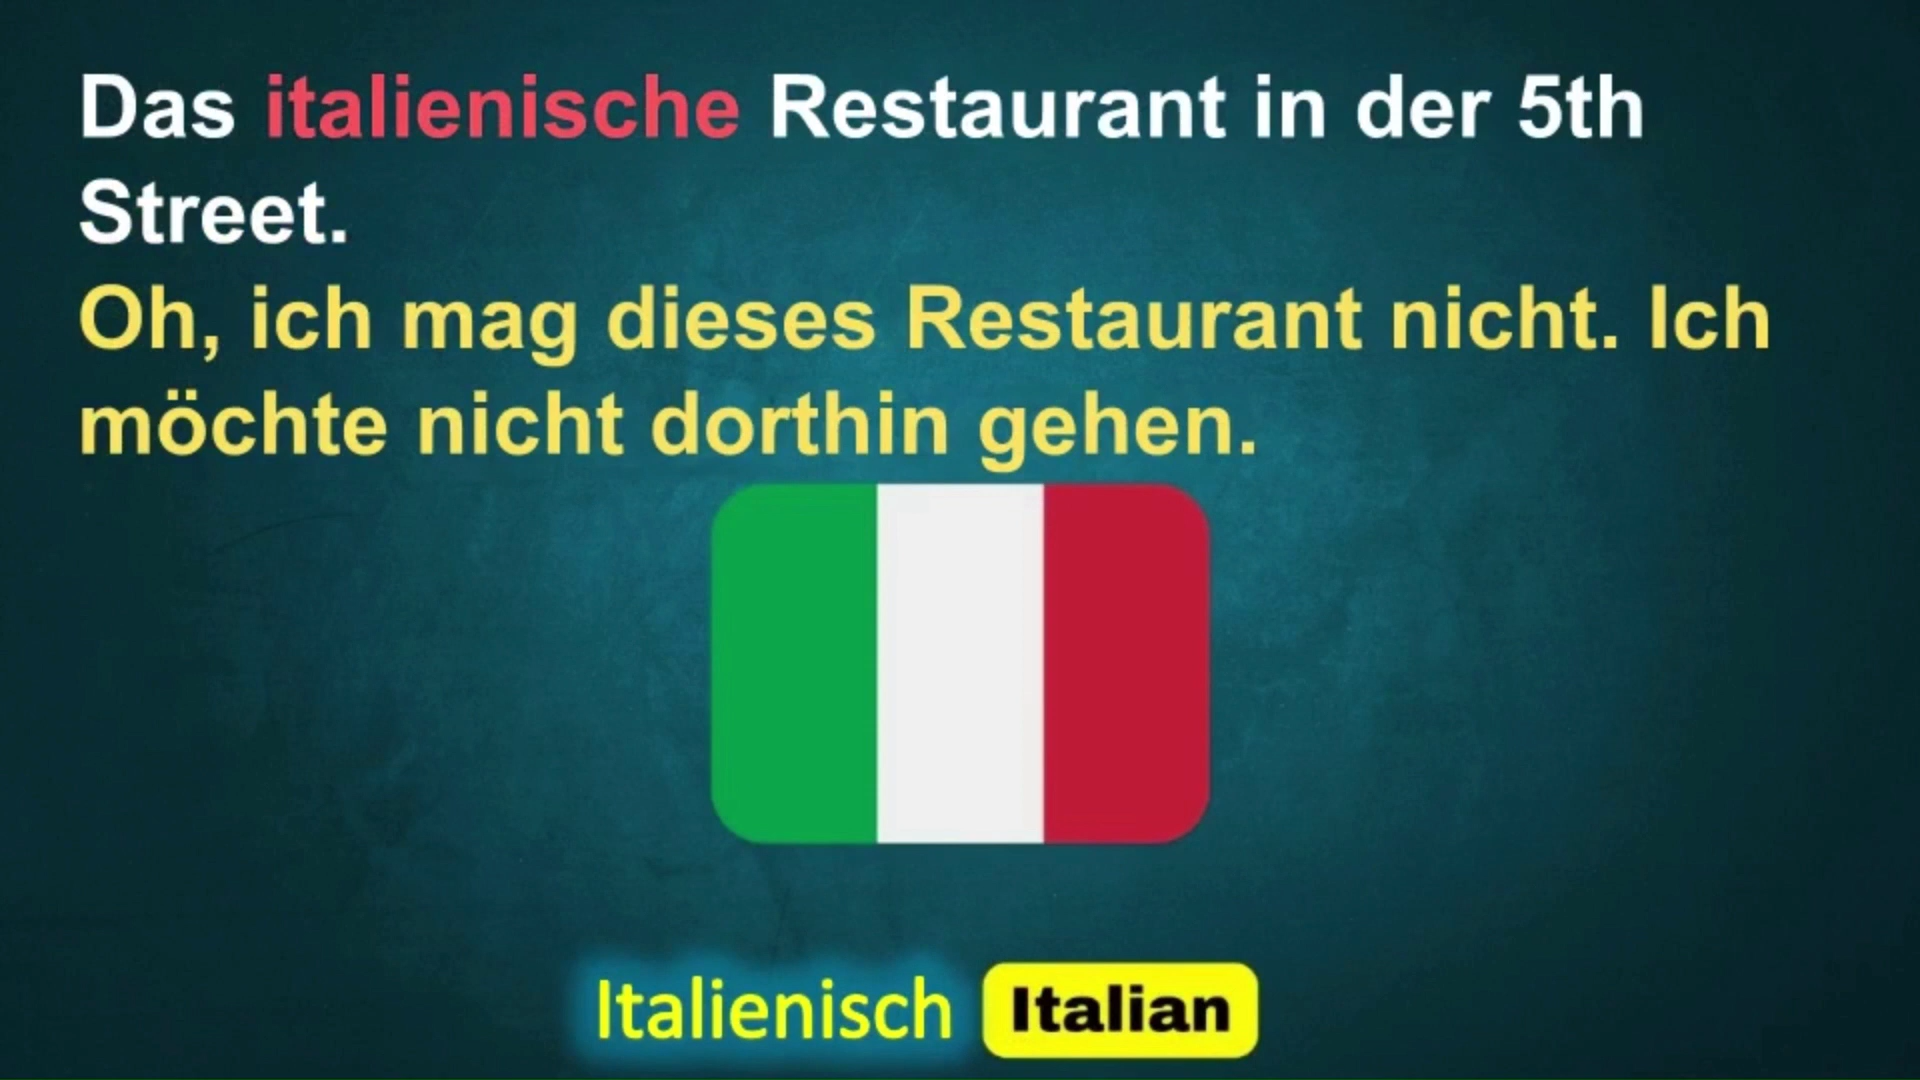 Das italienische Restaurant in der 5th
Street.
Oh, ich mag dieses Restaurant nicht. Ich
möchte nicht dorthin gehen.
Italienisch Italian